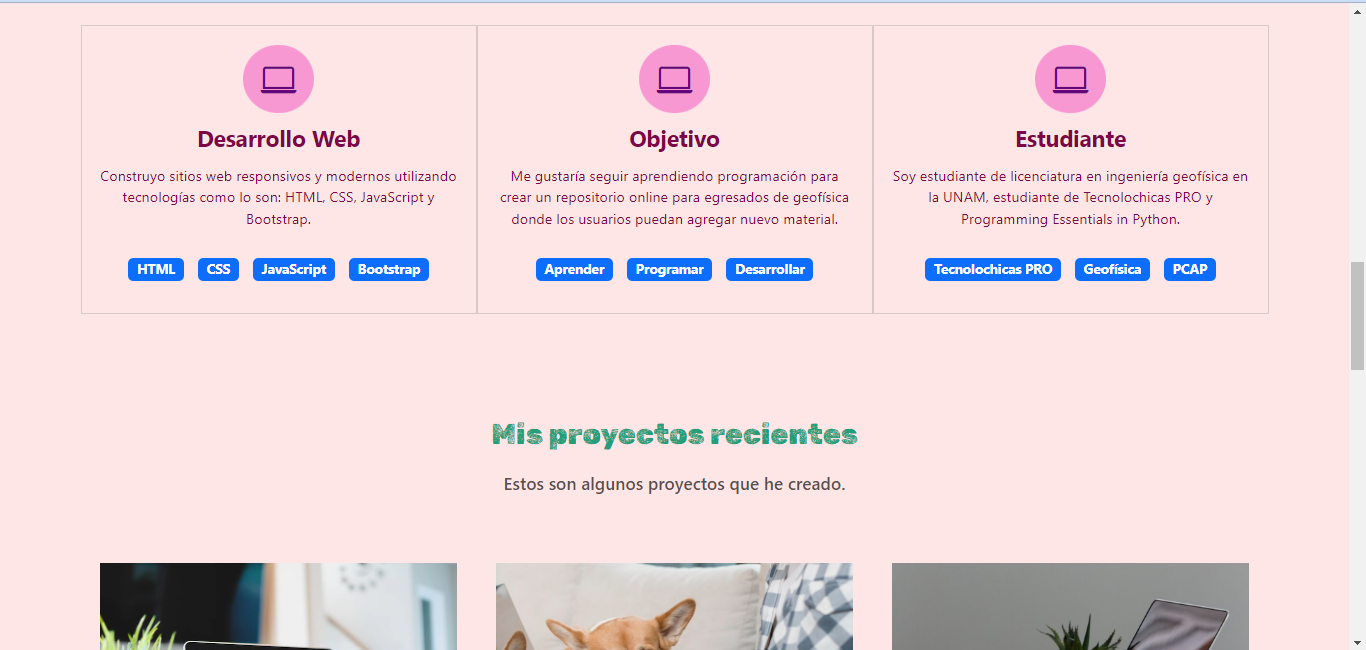 Desarrollo Web
Construyo sitios web responsivos y modernos utilizando
tecnologías como lo son: HTML, CSS, JavaScript y
Bootstrap.
HTML CSS JavaScript Bootstrap
Objetivo
Me gustaría seguir aprendiendo programación para
crear un repositorio online para egresados de geofísica
donde los usuarios puedan agregar nuevo material.
Aprender Programar Desarrollar
Estudiante
Soy estudiante de licenciatura en ingeniería geofísica en
la UNAM, estudiante de Tecnolochicas PRO y
Programming Essentials in Python.
Tecnolochicas PRO Geofísica PCAP
Mis proyectos recientes
Estos son algunos proyectos que he creado.